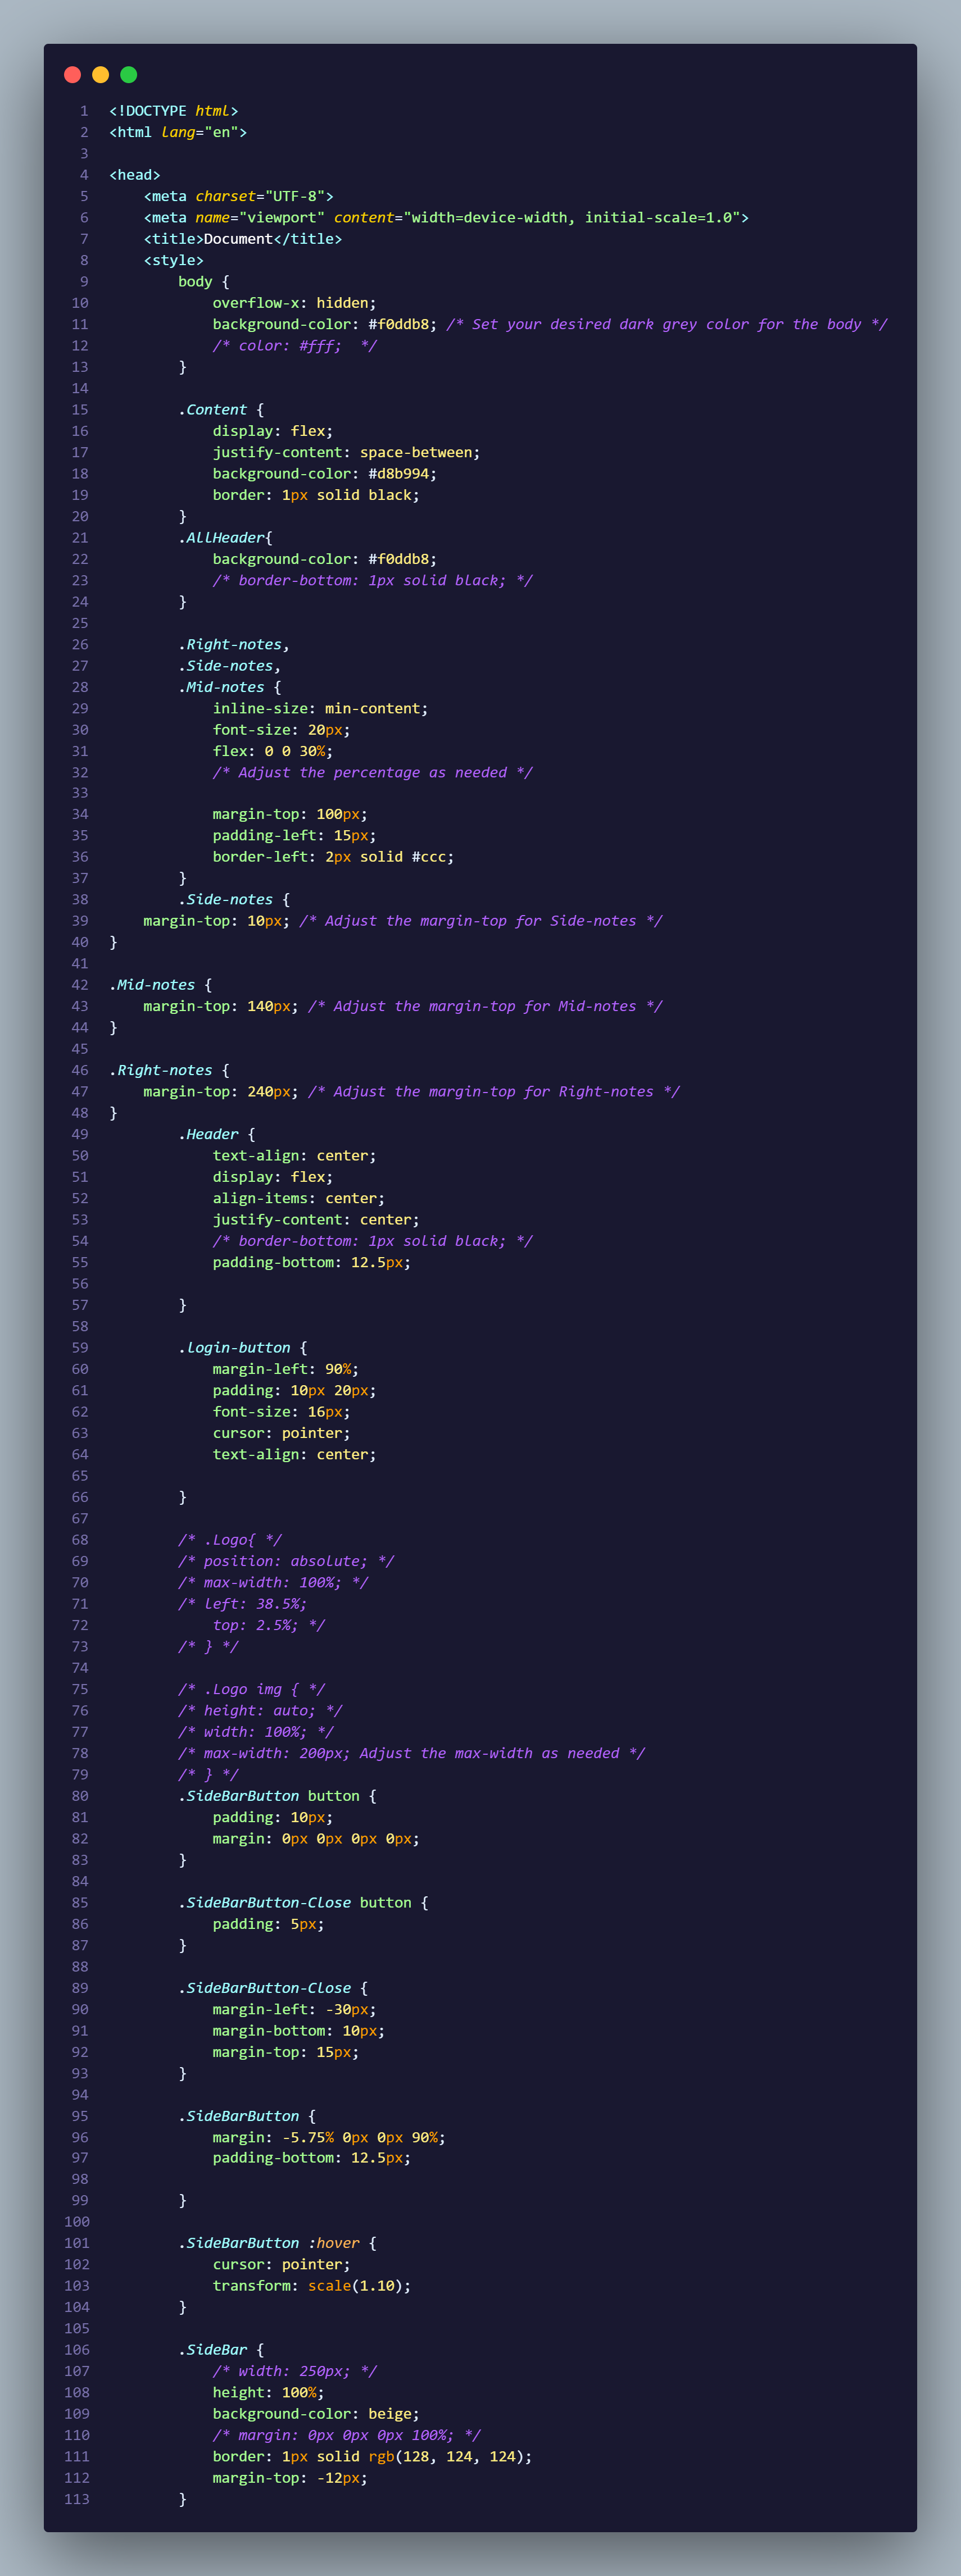 1 <!DOCTYPE html>
2 <html lang="en">
3
4 <head>
5     <meta charset="UTF-8">
6     <meta name="viewport" content="width=device-width, initial-scale=1.0">
7     <title>Document</title>
8     <style>
9         body {
10             overflow-x: hidden;
11             background-color: #f0ddb8; /* Set your desired dark grey color for the body */
12             /* color: #fff;  */
13         }
14
15         .Content {
16             display: flex;
17             justify-content: space-between;
18             background-color: #d8b994;
19             border: 1px solid black;
20         }
21         .AllHeader{
22             background-color: #f0ddb8;
23             /* border-bottom: 1px solid black; */
24         }
25
26         .Right-notes,
27         .Side-notes,
28         .Mid-notes {
29             inline-size: min-content;
30             font-size: 20px;
31             flex: 0 0 30%;
32             /* Adjust the percentage as needed */
33
34             margin-top: 100px;
35             padding-left: 15px;
36             border-left: 2px solid #ccc;
37         }
38         .Side-notes {
39     margin-top: 10px; /* Adjust the margin-top for Side-notes */
40 }
41
42 .Mid-notes {
43     margin-top: 140px; /* Adjust the margin-top for Mid-notes */
44 }
45
46 .Right-notes {
47     margin-top: 240px; /* Adjust the margin-top for Right-notes */
48 }
49         .Header {
50             text-align: center;
51             display: flex;
52             align-items: center;
53             justify-content: center;
54             /* border-bottom: 1px solid black; */
55             padding-bottom: 12.5px;
56
57         }
58
59         .login-button {
60             margin-left: 90%;
61             padding: 10px 20px;
62             font-size: 16px;
63             cursor: pointer;
64             text-align: center;
65
66         }
67
68         /* .Logo{ */
69         /* position: absolute; */
70         /* max-width: 100%; */
71         /* left: 38.5%;
72             top: 2.5%; */
73         /* } */
74
75         /* .Logo img { */
76         /* height: auto; */
77         /* width: 100%; */
78         /* max-width: 200px; Adjust the max-width as needed */
79         /* } */
80         .SideBarButton button {
81             padding: 10px;
82             margin: 0px 0px 0px 0px;
83         }
84
85         .SideBarButton-Close button {
86             padding: 5px;
87         }
88
89         .SideBarButton-Close {
90             margin-left: -30px;
91             margin-bottom: 10px;
92             margin-top: 15px;
93         }
94
95         .SideBarButton {
96             margin: -5.75% 0px 0px 90%;
97             padding-bottom: 12.5px;
98
99         }
100
101         .SideBarButton :hover {
102             cursor: pointer;
103             transform: scale(1.10);
104         }
105
106         .SideBar {
107             /* width: 250px; */
108             height: 100%;
109             background-color: beige;
110             /* margin: 0px 0px 0px 100%; */
111             border: 1px solid rgb(128, 124, 124);
112             margin-top: -12px;
113         }